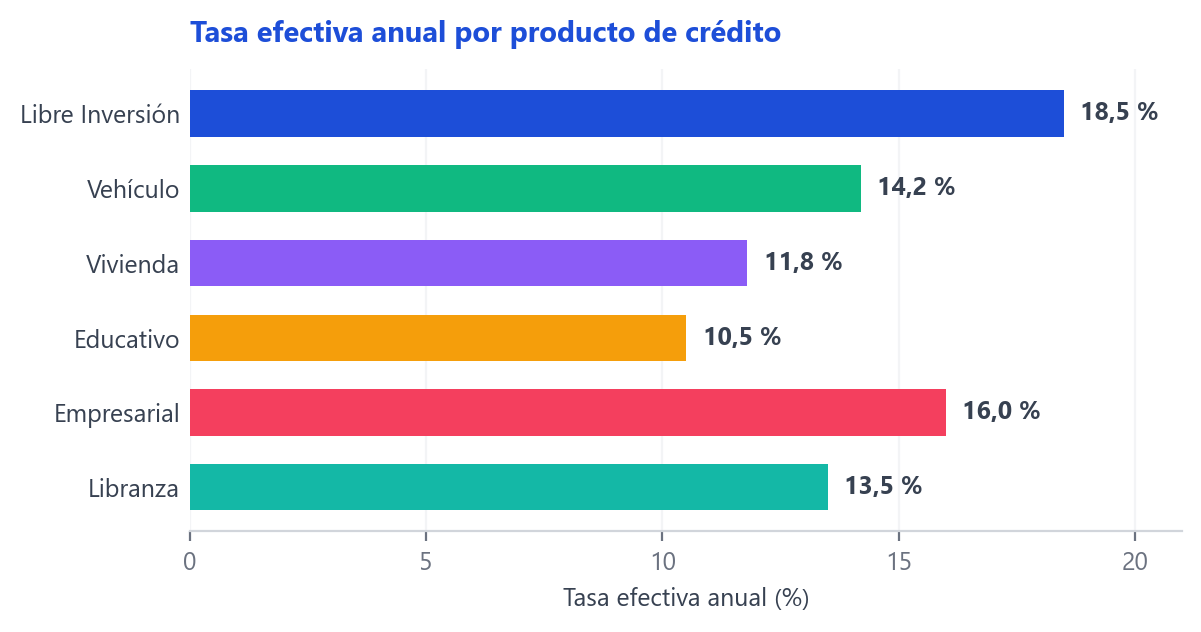 Tasa efectiva anual por producto de crédito
Libre Inversión 18,5 %
Vehículo 14,2 %
Vivienda 11,8 %
Educativo 10,5 %
Empresarial 16,0 %
Libranza 13,5 %
0 5 10 15 20
Tasa efectiva anual (%)